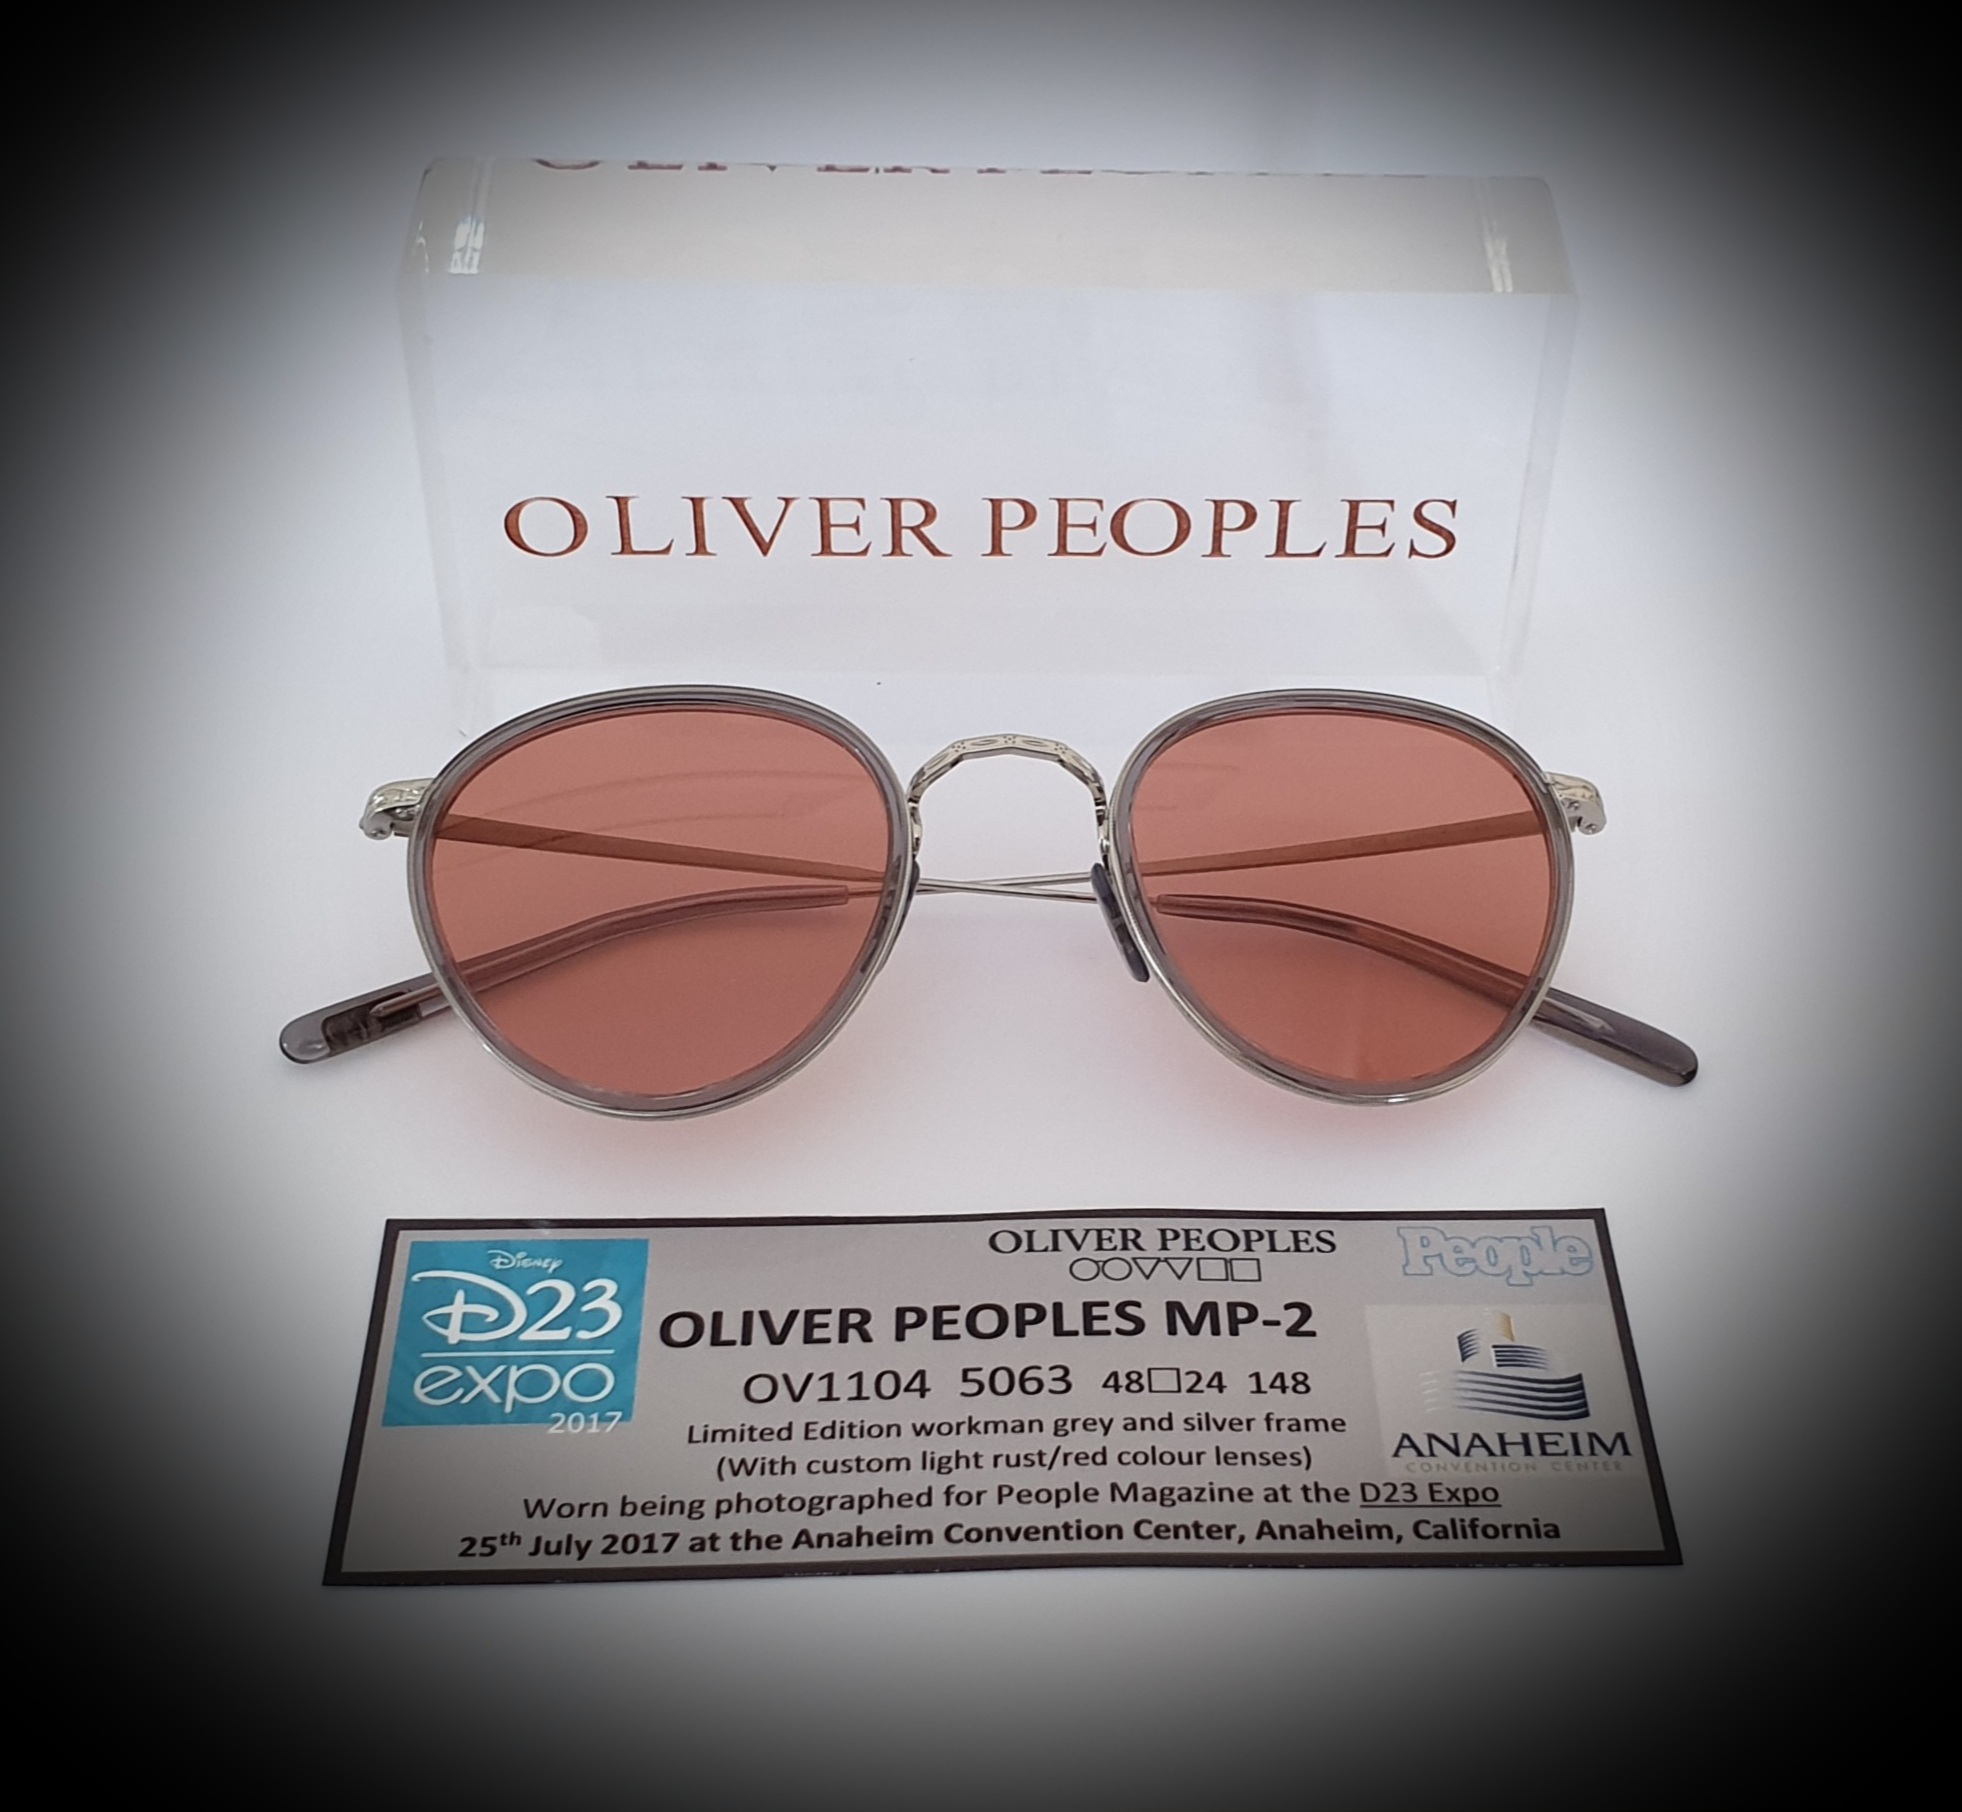 OLIVER PEOPLES
OLIVER PEOPLES
Disney
D23
expo
2017
OLIVER PEOPLES
People
OLIVER PEOPLES MP-2
OV1104 5063 48□24 148
Limited Edition workman grey and silver frame
(With custom light rust/red colour lenses)
ANAHEIM
CONVENTION CENTER
Worn being photographed for People Magazine at the D23 Expo
25th July 2017 at the Anaheim Convention Center, Anaheim, California